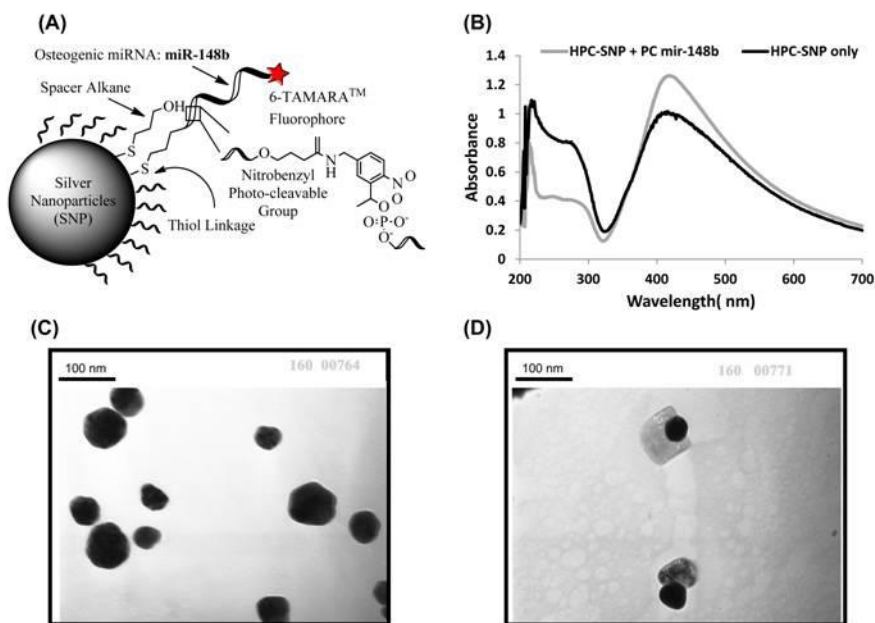 (A)
Osteogenic miRNA: miR-148b
Spacer Alkane
OH
6-TAMARA™
Fluorophore
S
S
Silver
Nanoparticles
(SNP)
Thiol Linkage
O
N
H
Nitrobenzyl
Photo-cleavable
Group
NO
O
O
O=P-O-
O-
(B)
HPC-SNP + PC mir-148b
HPC-SNP only
Absorbance
1.4
1.2
1
0.8
0.6
0.4
0.2
0
200
300
400
500
600
700
Wavelength( nm)
(C)
100 nm
160 00764
(D)
100 nm
160 00771